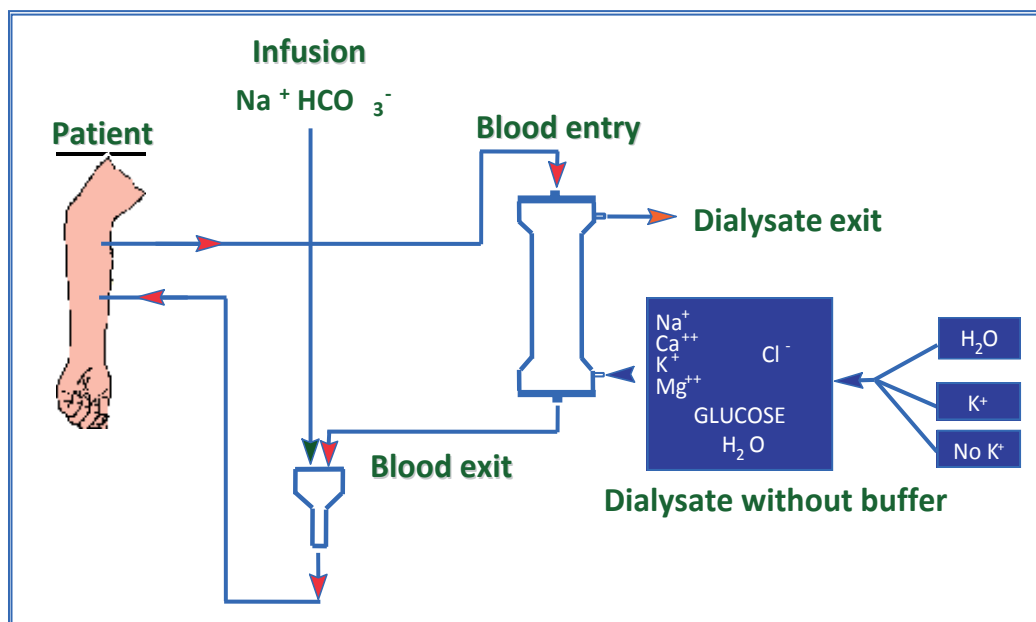 Infusion
Na + HCO 3-
Patient
Blood entry
Dialysate exit
Na+
Ca++
K+
Mg++
Cl -
GLUCOSE
H2 O
H2O
K+
No K+
Blood exit
Dialysate without buffer